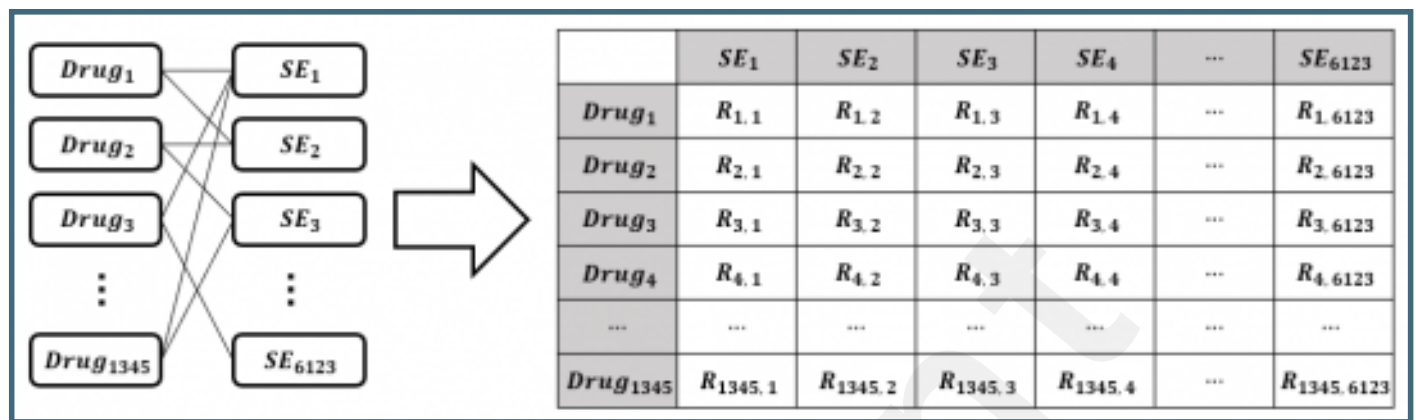 Drug₁ SE₁
Drug₂ SE₂
Drug₃ SE₃
⋮ ⋮
Drug₁₃₄₅ SE₆₁₂₃
SE₁ SE₂ SE₃ SE₄ ... SE₆₁₂₃
Drug₁ R₁,₁ R₁,₂ R₁,₃ R₁,₄ ... R₁,₆₁₂₃
Drug₂ R₂,₁ R₂,₂ R₂,₃ R₂,₄ ... R₂,₆₁₂₃
Drug₃ R₃,₁ R₃,₂ R₃,₃ R₃,₄ ... R₃,₆₁₂₃
Drug₄ R₄,₁ R₄,₂ R₄,₃ R₄,₄ ... R₄,₆₁₂₃
... ... ... ... ... ... ...
Drug₁₃₄₅ R₁₃₄₅,₁ R₁₃₄₅,₂ R₁₃₄₅,₃ R₁₃₄₅,₄ ... R₁₃₄₅,₆₁₂₃